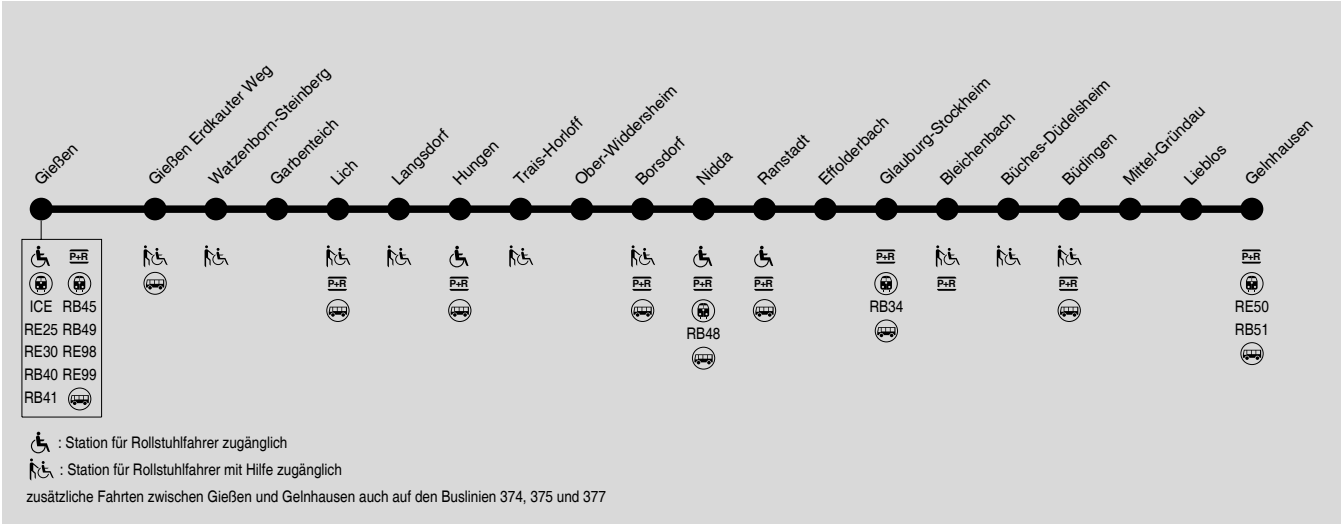 Gießen
Gießen Erdkauter Weg
Watzenborn-Steinberg
Garbenteich
Lich
Langsdorf
Hungen
Trais-Horloff
Ober-Widdersheim
Borsdorf
Nidda
Ranstadt
Effolderbach
Glauburg-Stockheim
Bleichenbach
Büches-Düdelsheim
Büdingen
Mittel-Gründau
Lieblos
Gelnhausen
P+R
ICE RB45
RE25 RB49
RE30 RE98
RB40 RE99
RB41
P+R
P+R
P+R
P+R
RB48
P+R
P+R
RB34
P+R
P+R
P+R
RE50
RB51
: Station für Rollstuhlfahrer zugänglich
: Station für Rollstuhlfahrer mit Hilfe zugänglich
zusätzliche Fahrten zwischen Gießen und Gelnhausen auch auf den Buslinien 374, 375 und 377